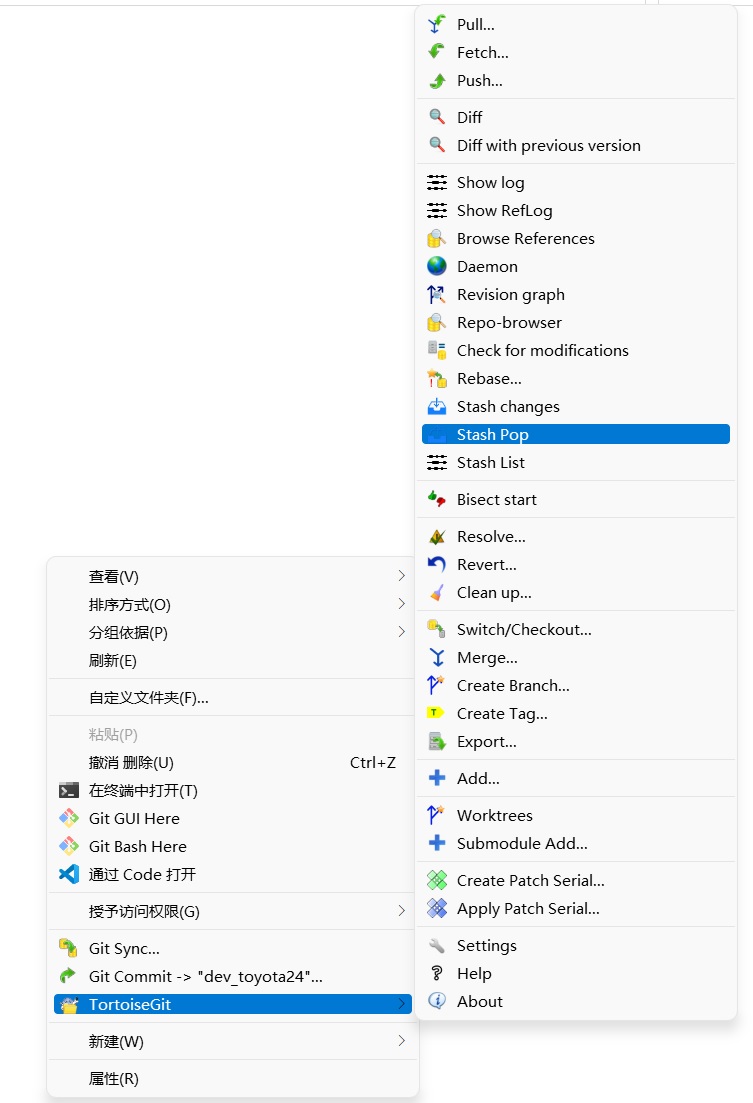 Pull...
Fetch...
Push...
Diff
Diff with previous version
Show log
Show RefLog
Browse References
Daemon
Revision graph
Repo-browser
Check for modifications
Rebase...
Stash changes
Stash Pop
Stash List
Bisect start
Resolve...
Revert...
Clean up...
Switch/Checkout...
Merge...
Create Branch...
Create Tag...
Export...
Add...
Worktrees
Submodule Add...
Create Patch Serial...
Apply Patch Serial...
Settings
Help
About
查看(V)
排序方式(O)
分组依据(P)
刷新(E)
自定义文件夹(F)...
粘贴(P)
撤消 删除(U) Ctrl+Z
在终端中打开(T)
Git GUI Here
Git Bash Here
通过 Code 打开
授予访问权限(G)
Git Sync...
Git Commit -> "dev_toyota24"...
TortoiseGit
新建(W)
属性(R)